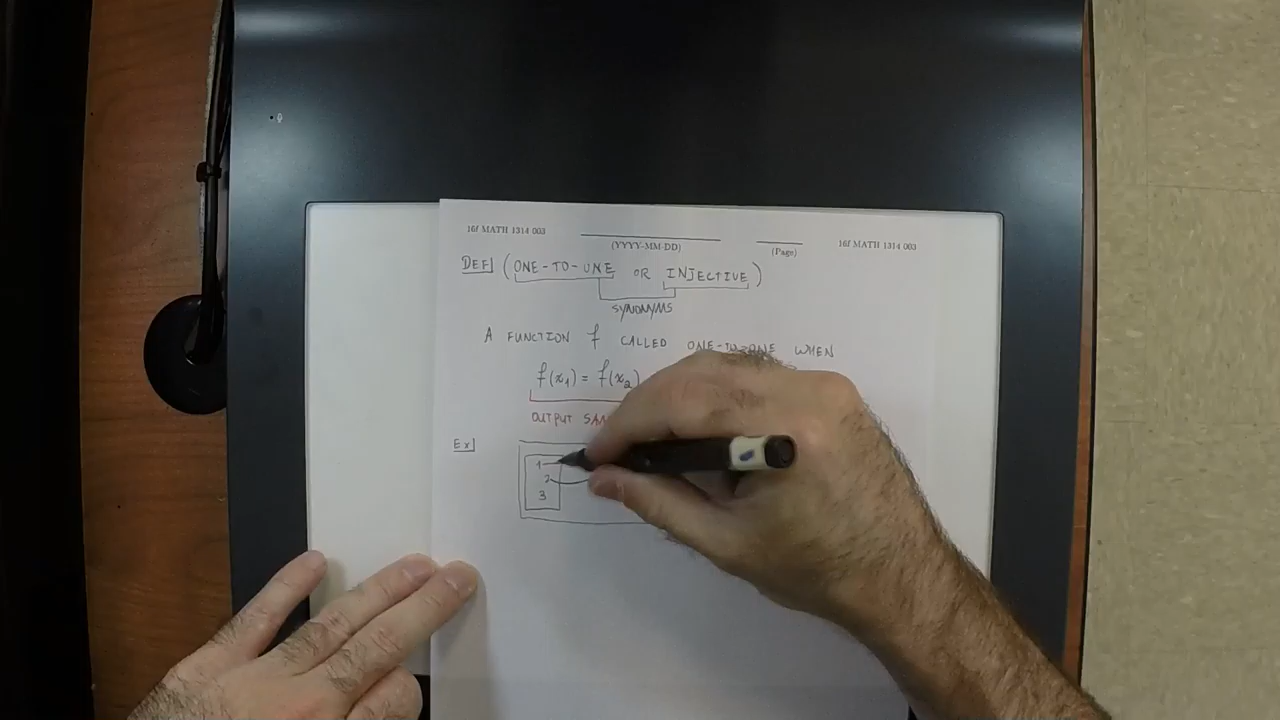 16f MATH 1314 003 (YYYY-MM-DD) (Page) 16f MATH 1314 003
DEF (ONE-TO-ONE OR INJECTIVE)
SYNONYMS
A FUNCTION f CALLED ONE-TO-ONE WHEN
f(x1) = f(x2)
OUTPUT
Ex
1
2
3